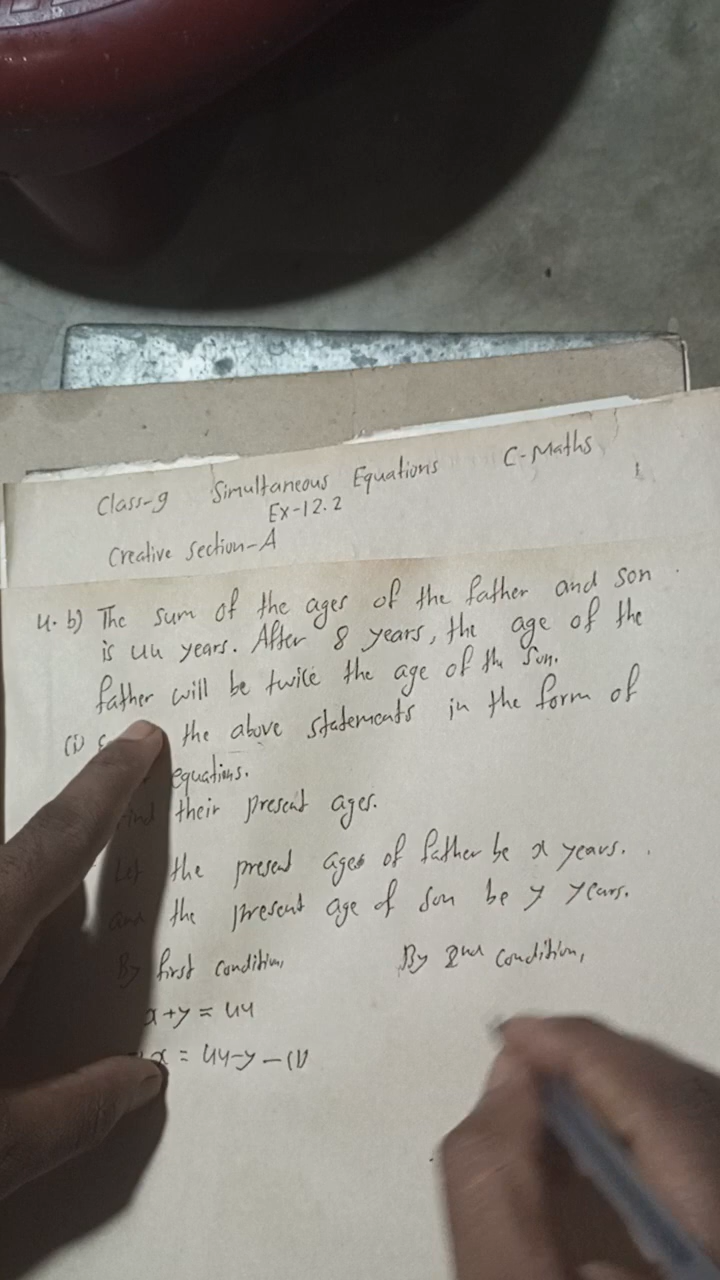 Class-9 Simultaneous Equations C-Maths
Ex-12.2
Creative Section-A
4. b) The sum of the ages of the father and son
is 44 years. After 8 years, the age of the
father will be twice the age of the son.
(i) the above statements in the form of
equations.
their present ages.
Let the present ages of father be x years.
and the present age of son be y years.
By first condition, By 2nd condition,
x+y = 44
x = 44-y - (i)